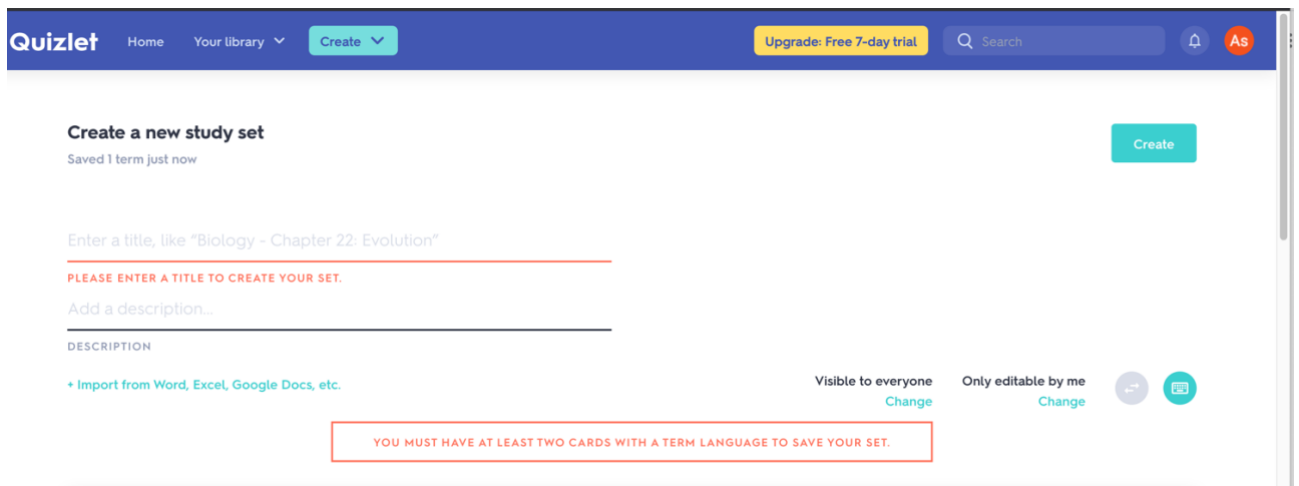 Quizlet Home Your library Create Upgrade: Free 7-day trial Search As
Create a new study set
Create
Saved 1 term just now
Enter a title, like “Biology - Chapter 22: Evolution”
PLEASE ENTER A TITLE TO CREATE YOUR SET.
Add a description...
DESCRIPTION
+ Import from Word, Excel, Google Docs, etc.
Visible to everyone Only editable by me
Change Change
YOU MUST HAVE AT LEAST TWO CARDS WITH A TERM LANGUAGE TO SAVE YOUR SET.